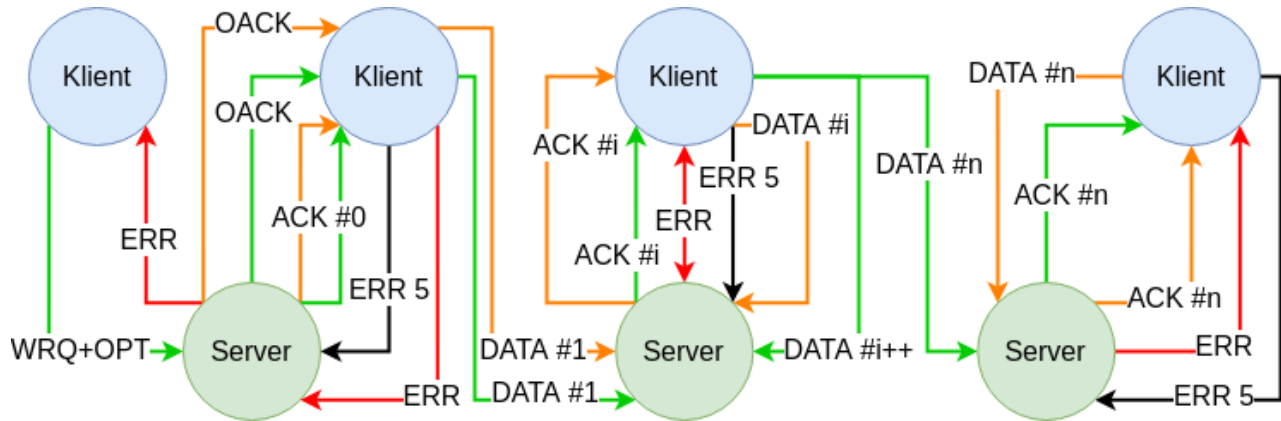 OACK
Klient
Klient
Klient
DATA #n
Klient
OACK
DATA #i
ACK #i
DATA #n
ERR 5
ACK #n
ACK #0
ERR
ERR
ACK #i
ERR 5
ACK #n
WRQ+OPT
Server
DATA #1
Server
DATA #i++
Server
ERR
DATA #1
ERR
ERR 5